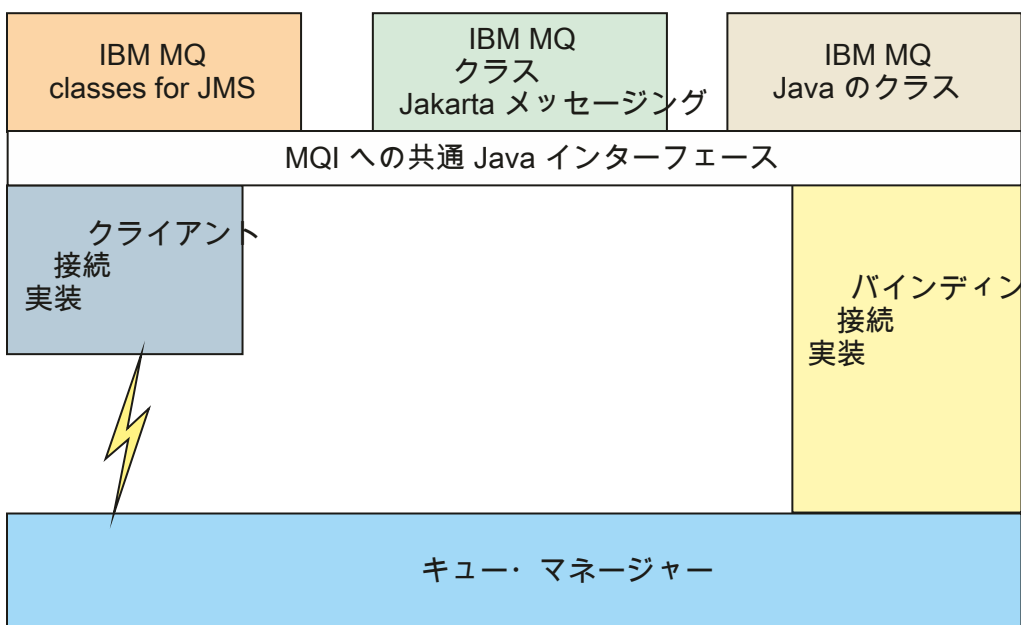 IBM MQ
classes for JMS
IBM MQ
クラス
Jakarta メッセージング
IBM MQ
Java のクラス
MQI への共通 Java インターフェース
クライアント
接続
実装
バインディン
接続
実装
キュー・マネージャー